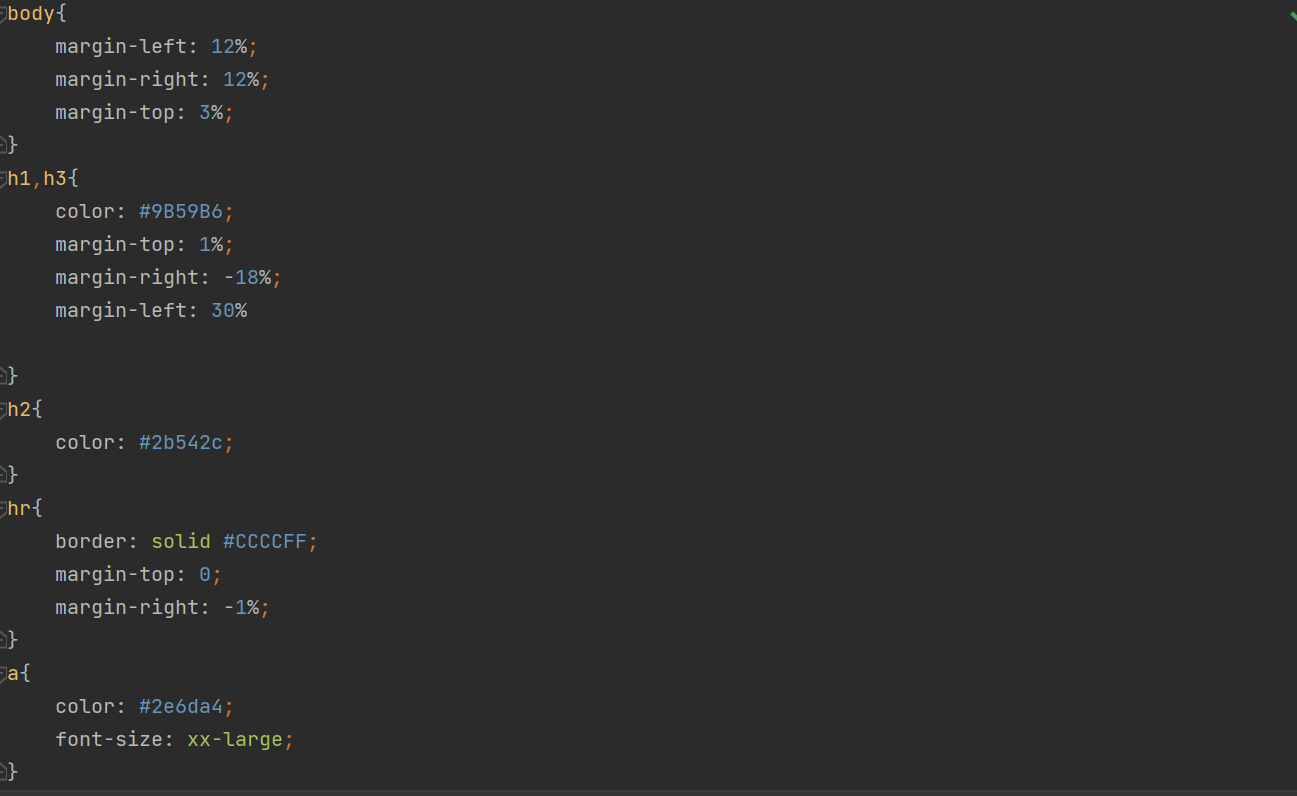 body{
    margin-left: 12%;
    margin-right: 12%;
    margin-top: 3%;
}
h1,h3{
    color: #9B59B6;
    margin-top: 1%;
    margin-right: -18%;
    margin-left: 30%
}
h2{
    color: #2b542c;
}
hr{
    border: solid #CCCCFF;
    margin-top: 0;
    margin-right: -1%;
}
a{
    color: #2e6da4;
    font-size: xx-large;
}